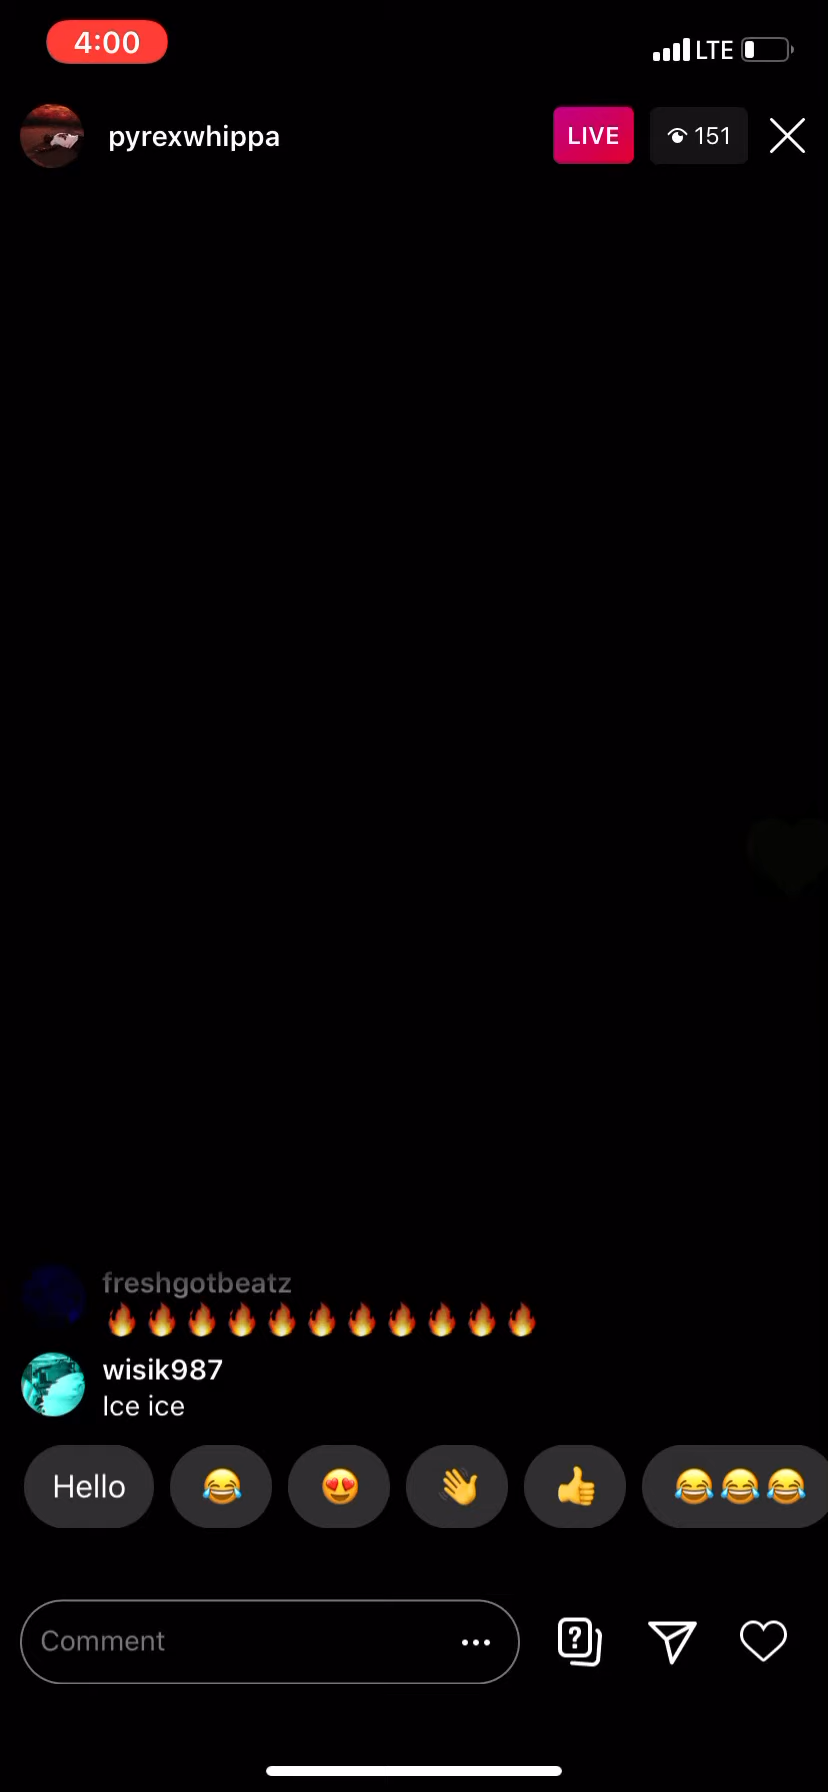 4:00
LTE
pyrexwhippa
LIVE
151
freshgotbeatz
🔥🔥🔥🔥🔥🔥🔥🔥🔥🔥🔥
wisik987
Ice ice
Hello 😂 😍 👋 👍 😂😂😂
Comment